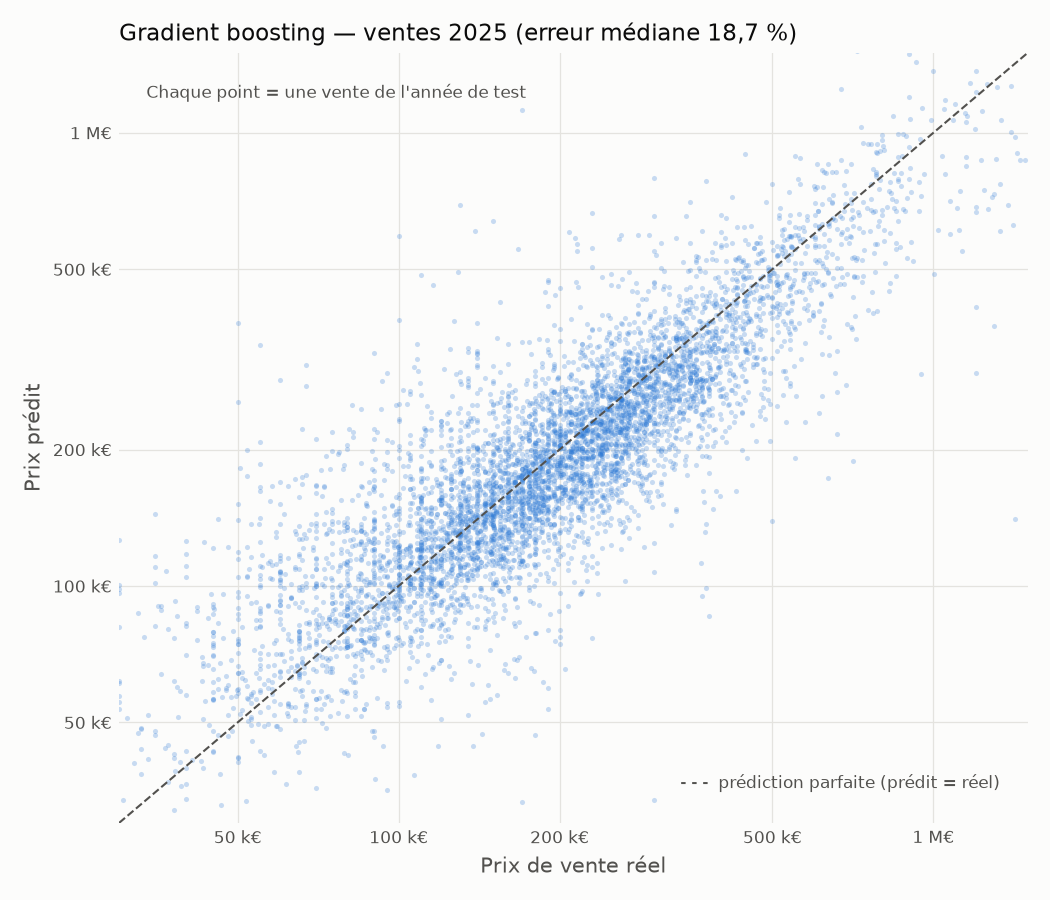 Gradient boosting — ventes 2025 (erreur médiane 18,7 %)
Chaque point = une vente de l'année de test
1 M€
500 k€
200 k€
100 k€
50 k€
Prix prédit
prédiction parfaite (prédit = réel)
50 k€ 100 k€ 200 k€ 500 k€ 1 M€
Prix de vente réel